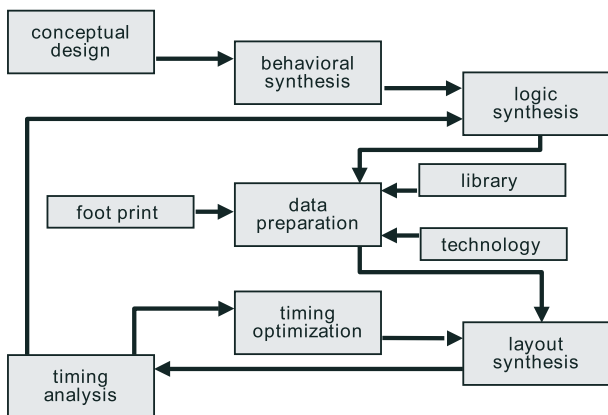 conceptual
design
behavioral
synthesis
logic
synthesis
library
foot print
data
preparation
technology
timing
optimization
layout
synthesis
timing
analysis